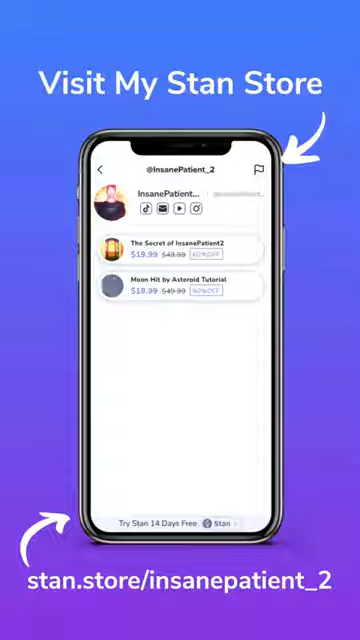 Visit My Stan Store
@InsanePatient_2
InsanePatient...
The Secret of InsanePatient2
$19.99 $49.99 60%OFF
Moon Hit by Asteroid Tutorial
$19.99 $49.99 60%OFF
Try Stan 14 Days Free Stan
stan.store/insanepatient_2